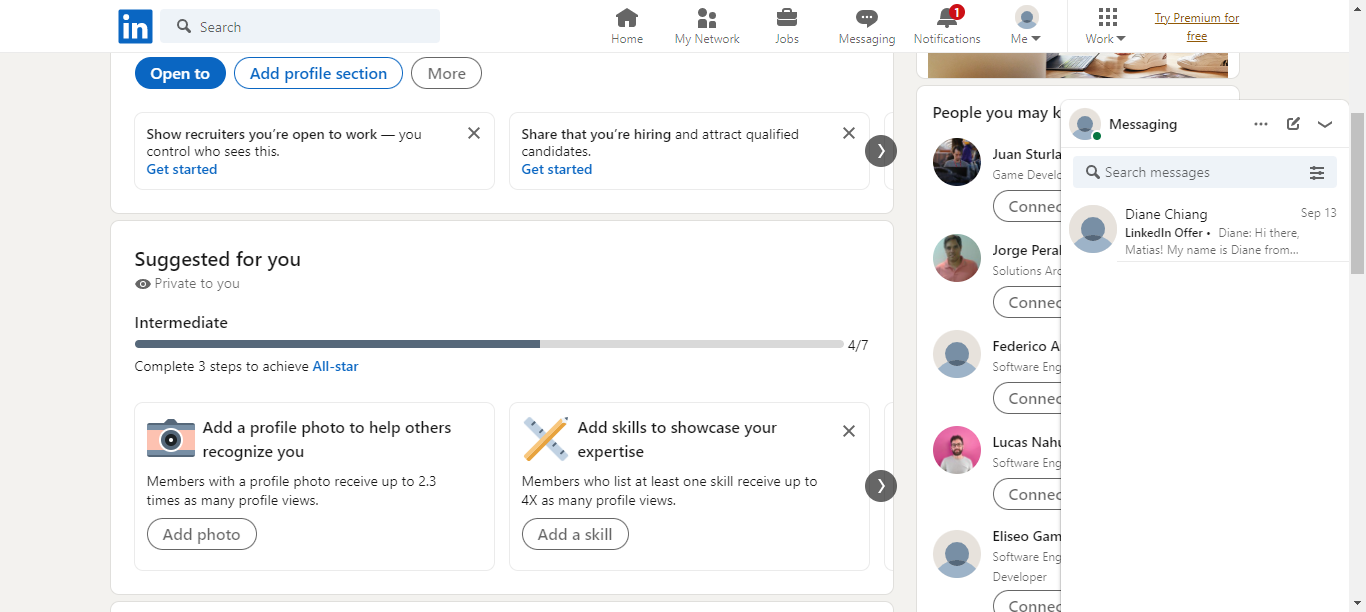 in
Search
Home
My Network
Jobs
Messaging
1
Notifications
Me
Work
Try Premium for
free
Open to
Add profile section
More
Show recruiters you’re open to work — you
control who sees this.
Get started
Share that you’re hiring and attract qualified
candidates.
Get started
Suggested for you
Private to you
Intermediate
4/7
Complete 3 steps to achieve All-star
Add a profile photo to help others
recognize you
Members with a profile photo receive up to 2.3
times as many profile views.
Add photo
Add skills to showcase your
expertise
Members who list at least one skill receive up to
4X as many profile views.
Add a skill
People you may k
Juan Sturla
Game Develo
Connec
Jorge Peral
Solutions Arc
Connec
Federico A
Software Eng
Connec
Lucas Nahu
Software Eng
Connec
Eliseo Gam
Software Eng
Developer
Connec
Messaging
Search messages
Diane Chiang
Sep 13
LinkedIn Offer • Diane: Hi there,
Matias! My name is Diane from...